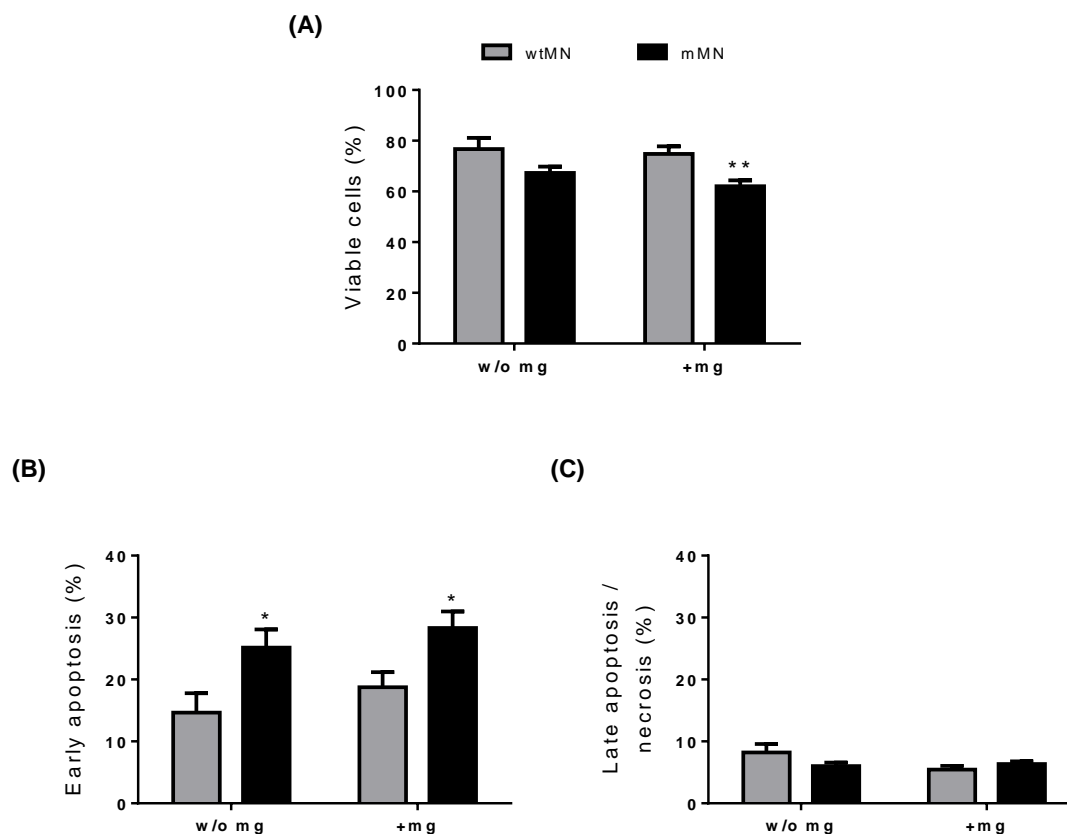 (A)
wtMN mMN
Viable cells (%)
100
80
60
40
20
0
**
w/o mg +mg
(B)
Early apoptosis (%)
40
30
20
10
0
* *
w/o mg +mg
(C)
Late apoptosis /
necrosis (%)
40
30
20
10
0
w/o mg +mg